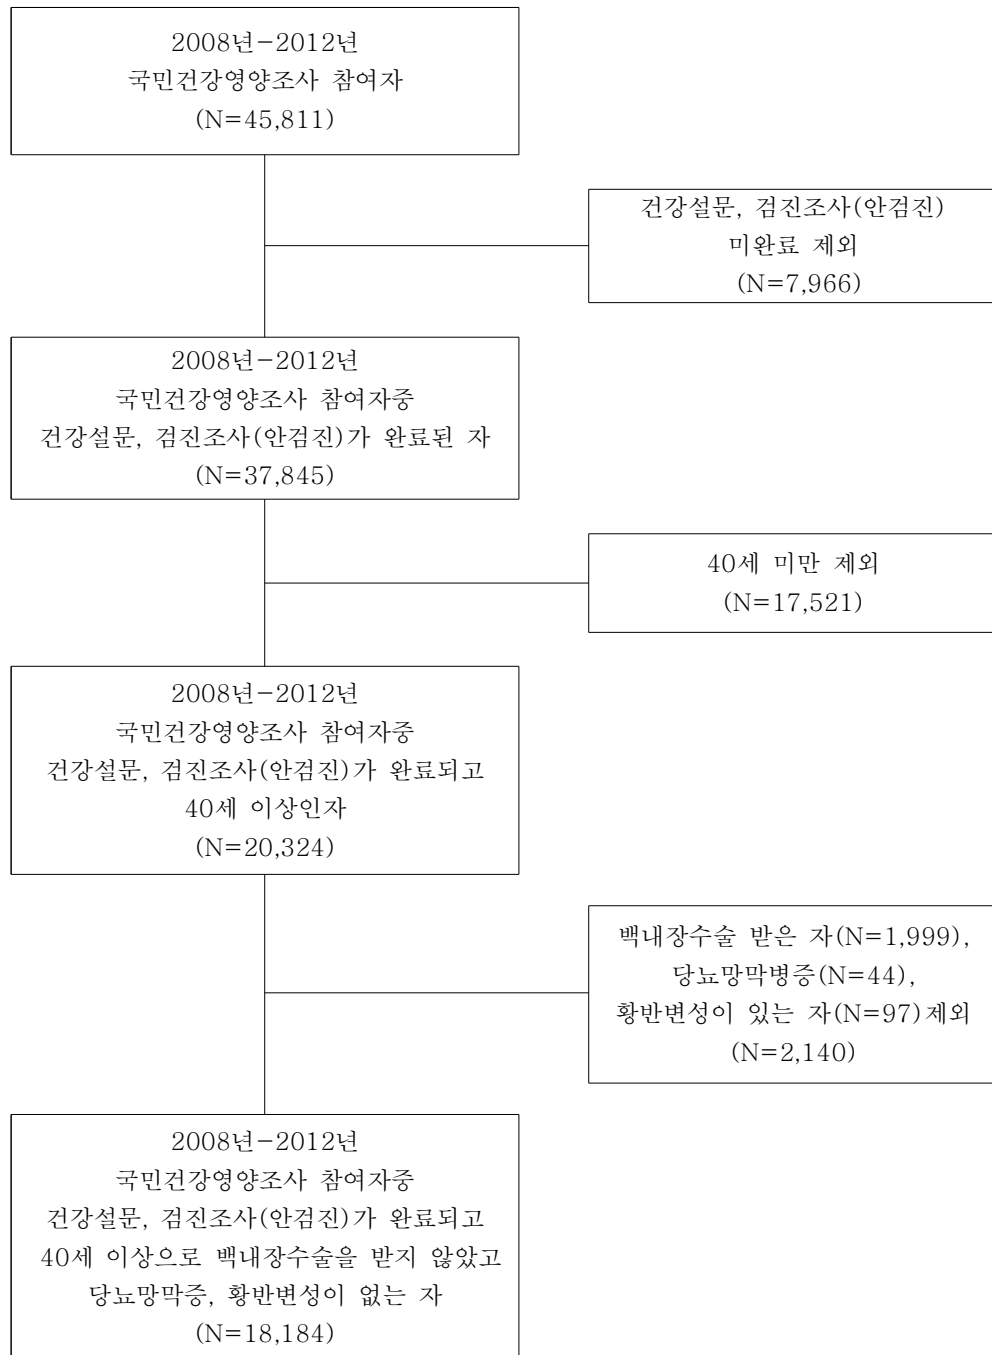 2008년-2012년
국민건강영양조사 참여자
(N=45,811)
건강설문, 검진조사(안검진)
미완료 제외
(N=7,966)
2008년-2012년
국민건강영양조사 참여자중
건강설문, 검진조사(안검진)가 완료된 자
(N=37,845)
40세 미만 제외
(N=17,521)
2008년-2012년
국민건강영양조사 참여자중
건강설문, 검진조사(안검진)가 완료되고
40세 이상인자
(N=20,324)
백내장수술 받은 자(N=1,999),
당뇨망막병증(N=44),
황반변성이 있는 자(N=97)제외
(N=2,140)
2008년-2012년
국민건강영양조사 참여자중
건강설문, 검진조사(안검진)가 완료되고
40세 이상으로 백내장수술을 받지 않았고
당뇨망막증, 황반변성이 없는 자
(N=18,184)